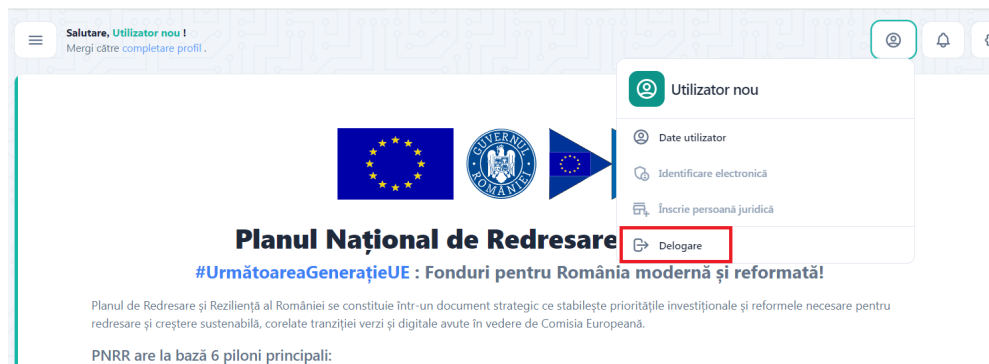 Salutare, Utilizator nou !
Mergi către completare profil .
Utilizator nou
Date utilizator
Identificare electronică
Înscrie persoană juridică
Delogare
GUVERNUL ROMÂNIEI
Planul Național de Redresare
#UrmătoareaGenerațieUE : Fonduri pentru România modernă și reformată!
Planul de Redresare și Reziliență al României se constituie într-un document strategic ce stabilește prioritățile investiționale și reformele necesare pentru
redresare și creștere sustenabilă, corelate tranziției verzi și digitale avute în vedere de Comisia Europeană.
PNRR are la bază 6 piloni principali: